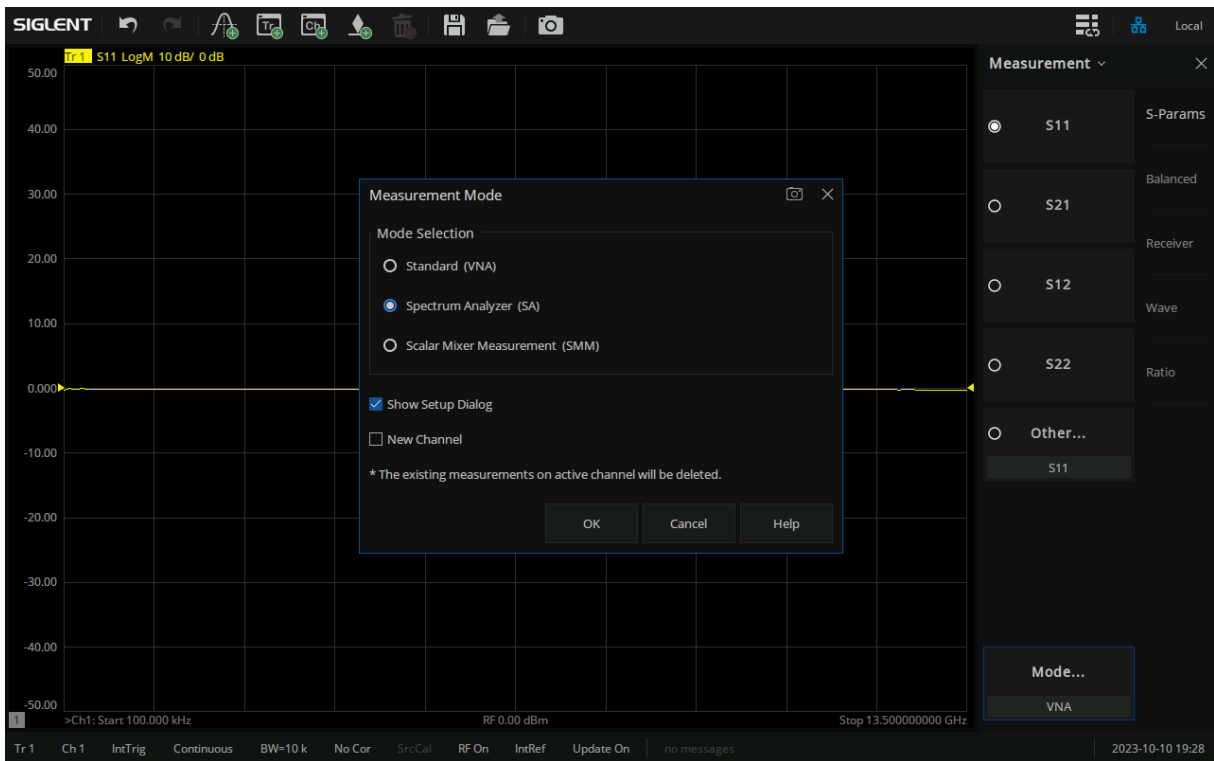 SIGLENT Tr Ch Local
Tr 1 S11 LogM 10 dB/ 0 dB
50.00
40.00
30.00
20.00
10.00
0.000
-10.00
-20.00
-30.00
-40.00
-50.00
Measurement Mode
Mode Selection
Standard (VNA)
Spectrum Analyzer (SA)
Scalar Mixer Measurement (SMM)
Show Setup Dialog
New Channel
* The existing measurements on active channel will be deleted.
OK Cancel Help
Measurement
S11
S21
S12
S22
Other...
S11
Mode...
VNA
S-Params
Balanced
Receiver
Wave
Ratio
1 >Ch1: Start 100.000 kHz RF 0.00 dBm Stop 13.500000000 GHz
Tr 1 Ch 1 IntTrig Continuous BW=10 k No Cor SrcCal RF On IntRef Update On no messages 2023-10-10 19:28